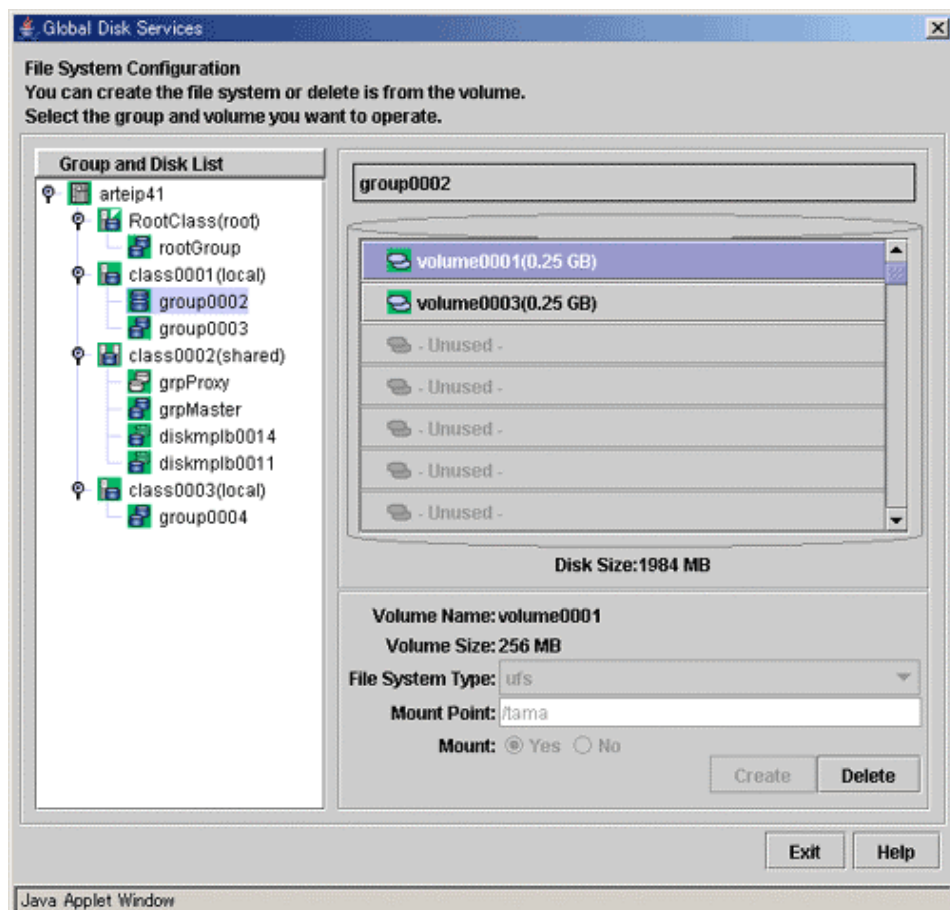 Global Disk Services
File System Configuration
You can create the file system or delete is from the volume.
Select the group and volume you want to operate.
Group and Disk List
arteip41
RootClass(root)
rootGroup
class0001(local)
group0002
group0003
class0002(shared)
grpProxy
grpMaster
diskmplb0014
diskmplb0011
class0003(local)
group0004
group0002
volume0001(0.25 GB)
volume0003(0.25 GB)
- Unused -
- Unused -
- Unused -
- Unused -
- Unused -
Disk Size:1984 MB
Volume Name: volume0001
Volume Size: 256 MB
File System Type: ufs
Mount Point: /tama
Mount: Yes No
Create Delete
Exit Help
Java Applet Window